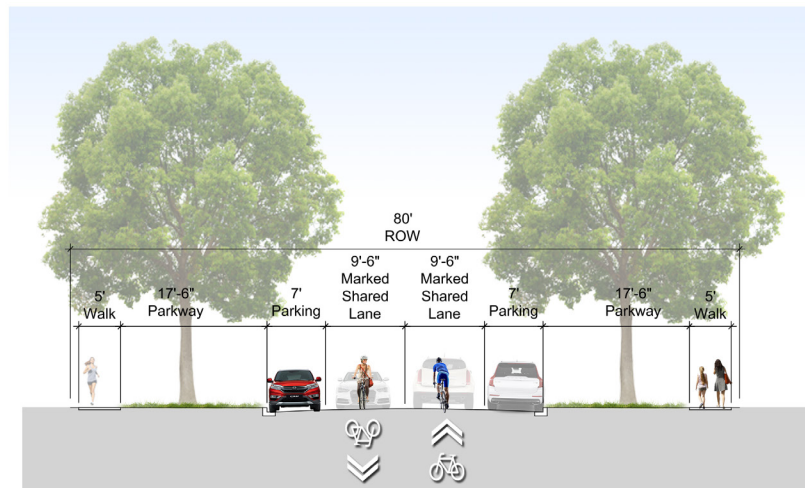 80'
ROW
5'
Walk
17'-6"
Parkway
7'
Parking
9'-6"
Marked
Shared
Lane
9'-6"
Marked
Shared
Lane
7'
Parking
17'-6"
Parkway
5'
Walk